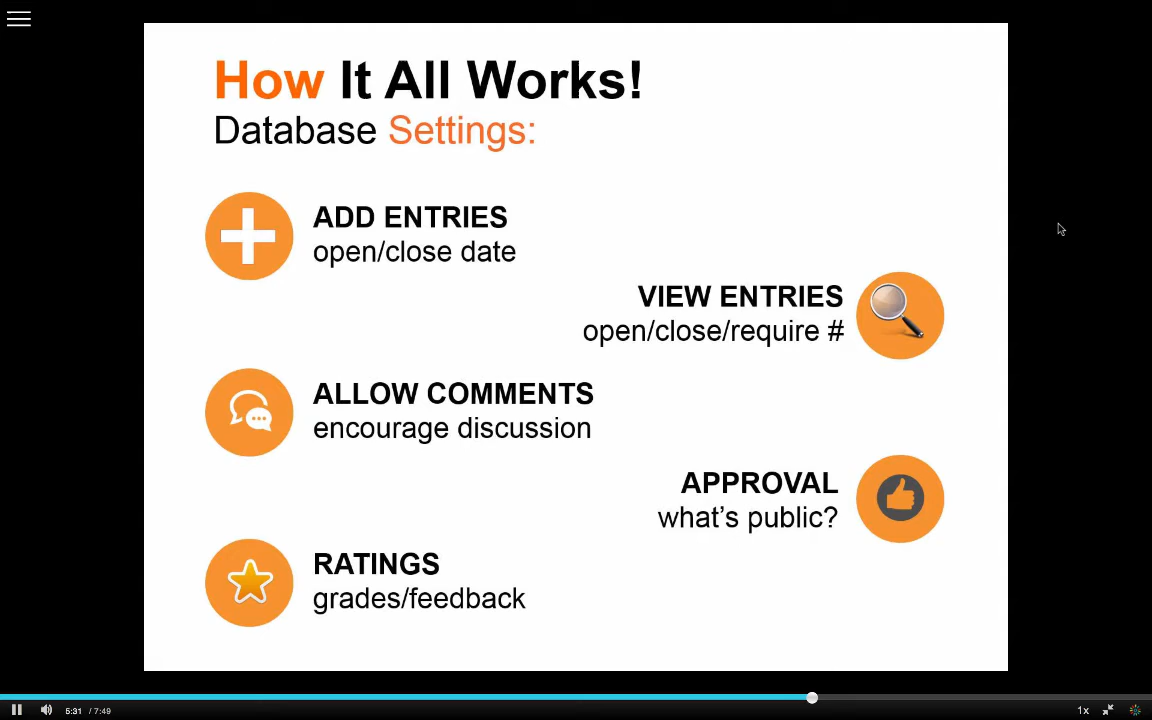 How It All Works!
Database Settings:
ADD ENTRIES
open/close date
VIEW ENTRIES
open/close/require #
ALLOW COMMENTS
encourage discussion
APPROVAL
what's public?
RATINGS
grades/feedback
5:31 / 7:49
1x